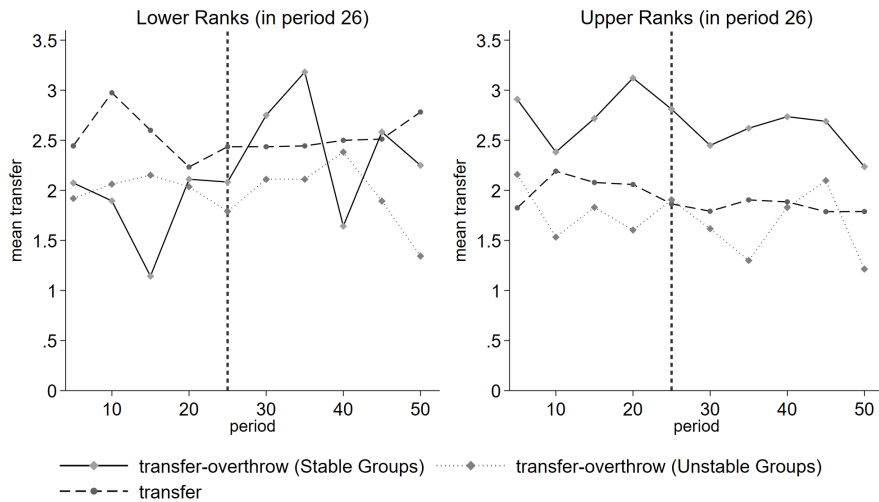 Lower Ranks (in period 26)
3.5
3
2.5
2
1.5
1
.5
0
mean transfer
10
20
30
40
50
period
Upper Ranks (in period 26)
3.5
3
2.5
2
1.5
1
.5
0
mean transfer
10
20
30
40
50
period
transfer-overthrow (Stable Groups)
transfer-overthrow (Unstable Groups)
transfer